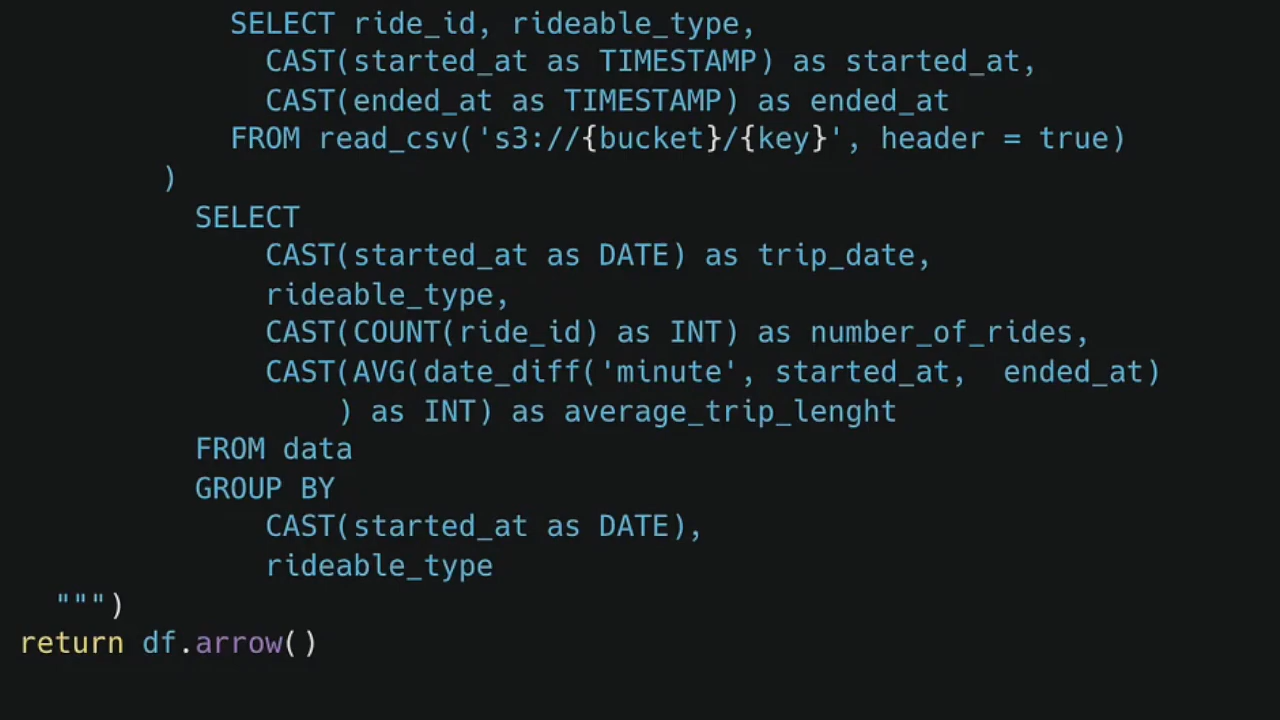 SELECT ride_id, rideable_type,
CAST(started_at as TIMESTAMP) as started_at,
CAST(ended_at as TIMESTAMP) as ended_at
FROM read_csv('s3://{bucket}/{key}', header = true)
)
SELECT
CAST(started_at as DATE) as trip_date,
rideable_type,
CAST(COUNT(ride_id) as INT) as number_of_rides,
CAST(AVG(date_diff('minute', started_at,  ended_at)
) as INT) as average_trip_lenght
FROM data
GROUP BY
CAST(started_at as DATE),
rideable_type
""")
return df.arrow()